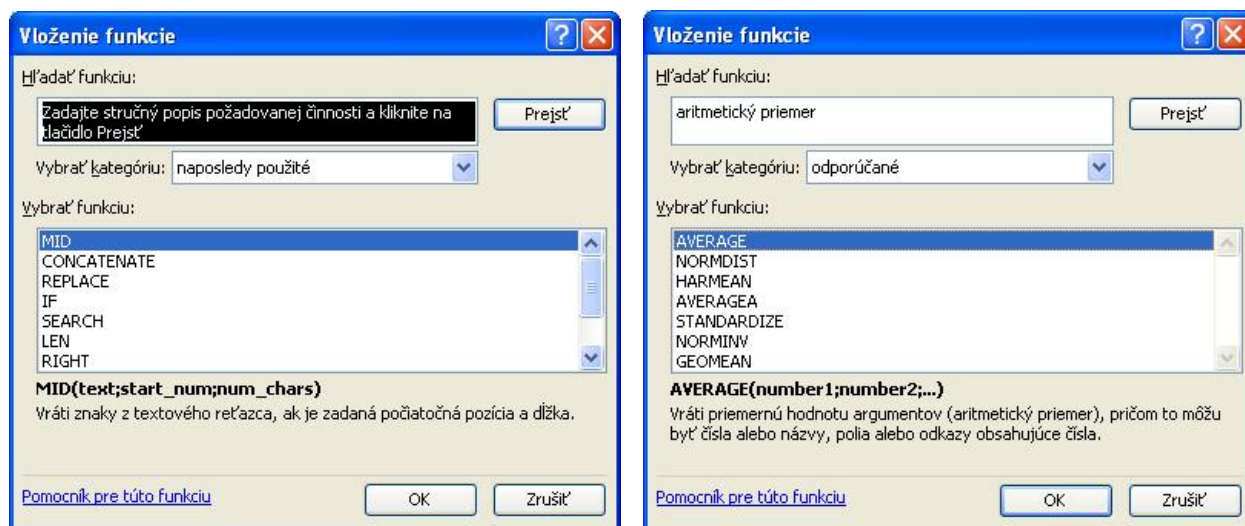 Vloženie funkcie
Hľadať funkciu:
Zadajte stručný popis požadovanej činnosti a kliknite na
tlačidlo Prejsť
Prejsť
Vybrať kategóriu: naposledy použité
Vybrať funkciu:
MID
CONCATENATE
REPLACE
IF
SEARCH
LEN
RIGHT
MID(text;start_num;num_chars)
Vráti znaky z textového reťazca, ak je zadaná počiatočná pozícia a dĺžka.
Pomocník pre túto funkciu
OK
Zrušiť
Vloženie funkcie
Hľadať funkciu:
aritmetický priemer
Prejsť
Vybrať kategóriu: odporúčané
Vybrať funkciu:
AVERAGE
NORMDIST
HARMEAN
AVERAGEA
STANDARDIZE
NORMINV
GEOMEAN
AVERAGE(number1;number2;...)
Vráti priemernú hodnotu argumentov (aritmetický priemer), pričom to môžu
byť čísla alebo názvy, polia alebo odkazy obsahujúce čísla.
Pomocník pre túto funkciu
OK
Zrušiť